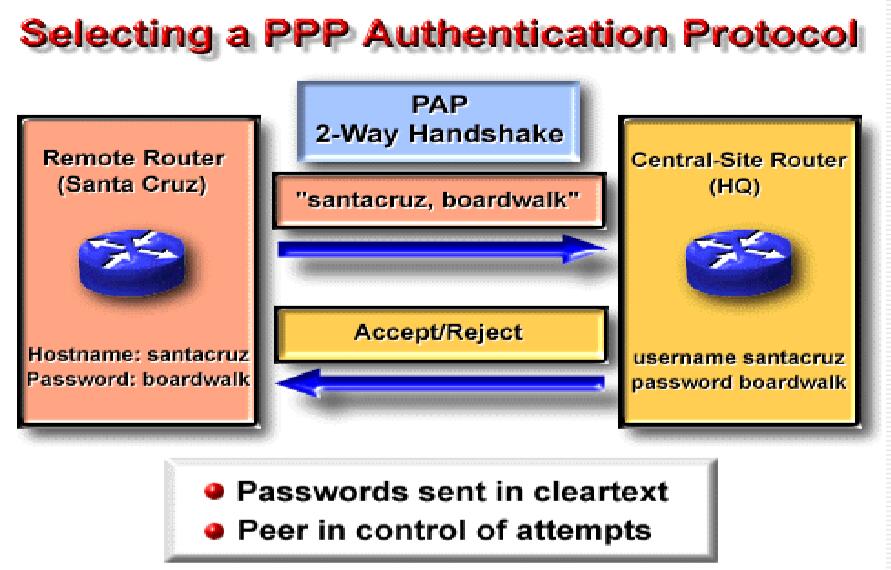 Selecting a PPP Authentication Protocol
PAP
2-Way Handshake
Remote Router
(Santa Cruz)
Hostname: santacruz
Password: boardwalk
"santacruz, boardwalk"
Accept/Reject
Central-Site Router
(HQ)
username santacruz
password boardwalk
Passwords sent in cleartext
Peer in control of attempts